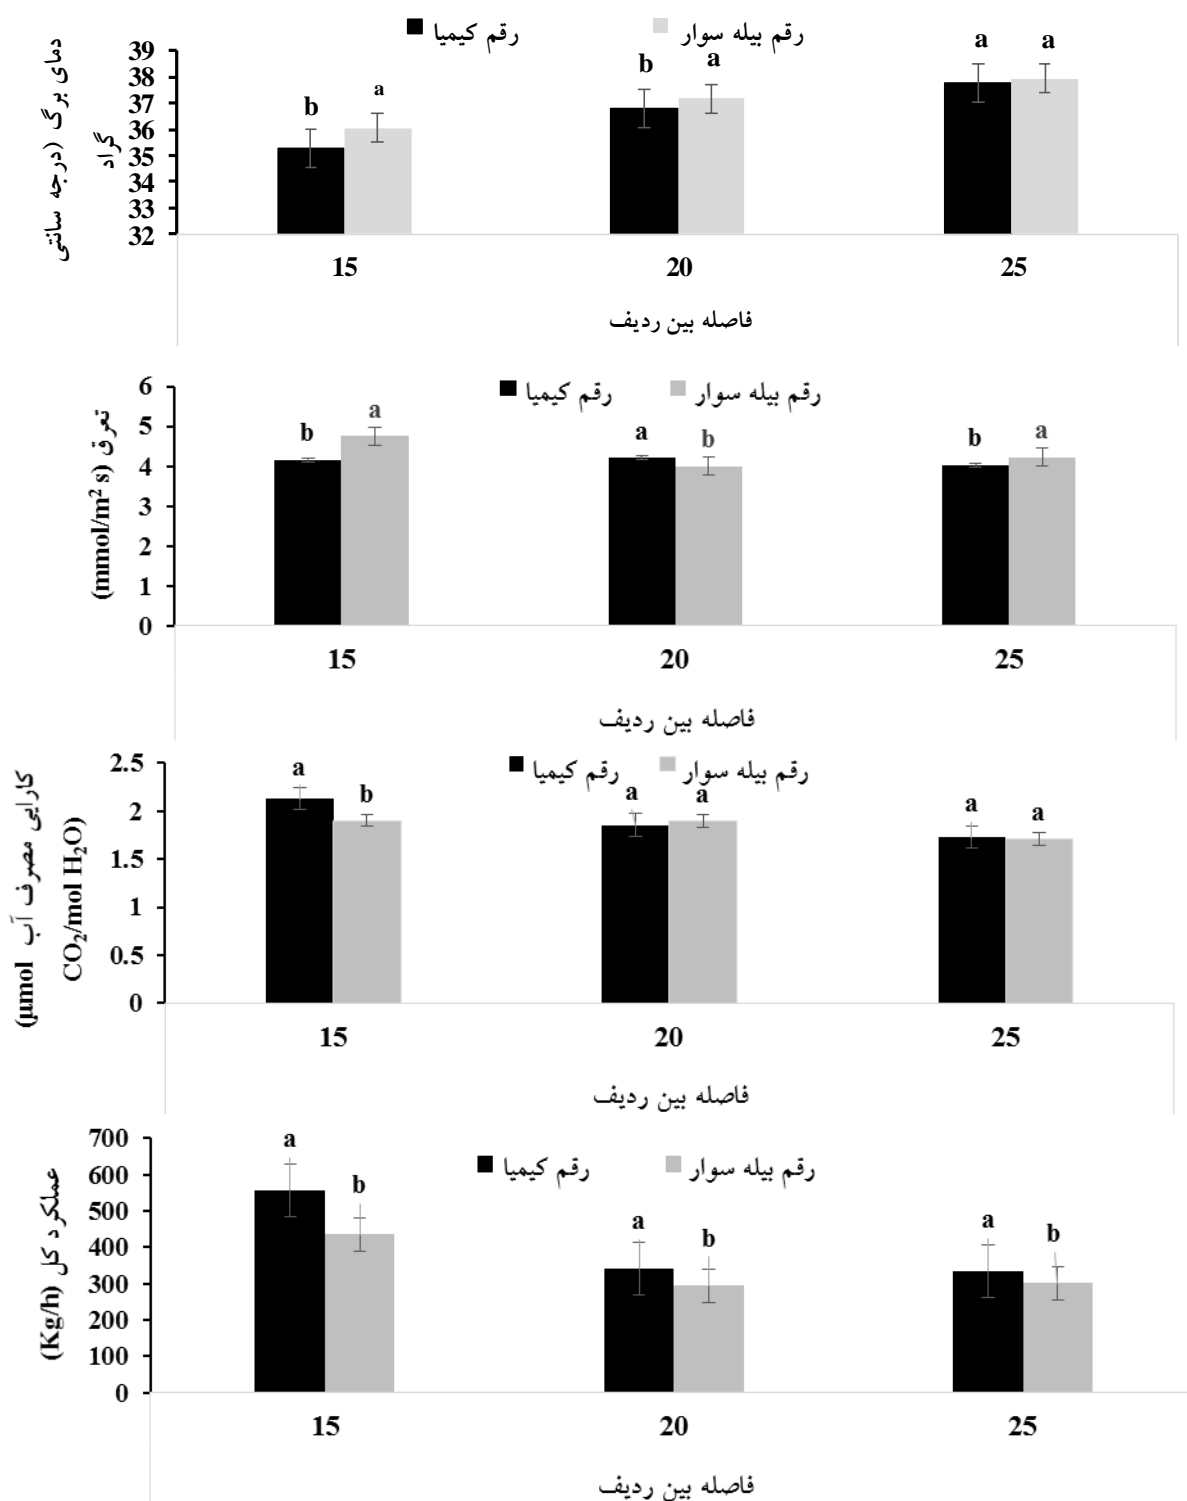 رقم کیمیا رقم بیله سوار
دمای برگ (درجه سانتی
گراد
39
38
37
36
35
34
33
32
b a b a a a
15 20 25
فاصله بین ردیف
رقم کیمیا رقم بیله سوار
تعرق (mmol/m² s)
6
5
4
3
2
1
0
b a a b b a
15 20 25
فاصله بین ردیف
رقم کیمیا رقم بیله سوار
کارایی مصرف آب (µmol
CO₂/mol H₂O)
2.5
2
1.5
1
0.5
0
a b a a a a
15 20 25
فاصله بین ردیف
رقم کیمیا رقم بیله سوار
عملکرد کل (Kg/h)
700
600
500
400
300
200
100
0
a b a b a b
15 20 25
فاصله بین ردیف